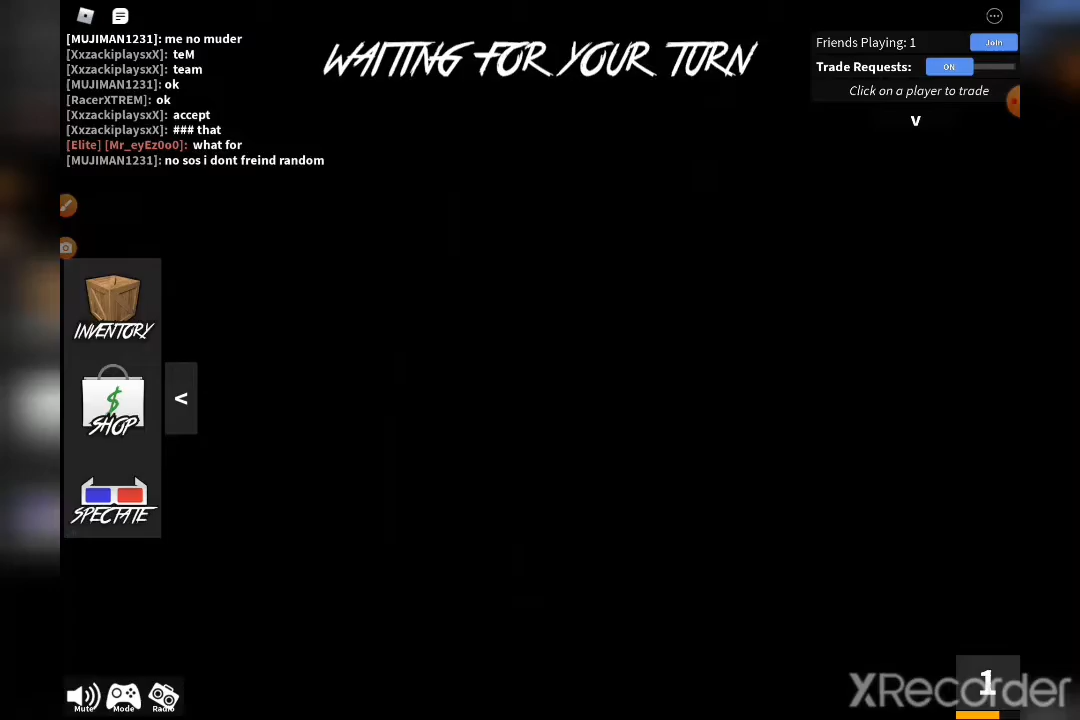 [MUJIMAN1231]: me no muder
[XxzackiplaysxX]: teM
[XxzackiplaysxX]: team
[MUJIMAN1231]: ok
[RacerXTREM]: ok
[XxzackiplaysxX]: accept
[XxzackiplaysxX]: ### that
[Elite] [Mr_eyEz0o0]: what for
[MUJIMAN1231]: no sos i dont freind random
WAITING FOR YOUR TURN
Friends Playing: 1
Join
Trade Requests:
ON
Click on a player to trade
v
INVENTORY
$
SHOP
<
SPECTATE
Mute
Mode
Radio
1
XRecorder